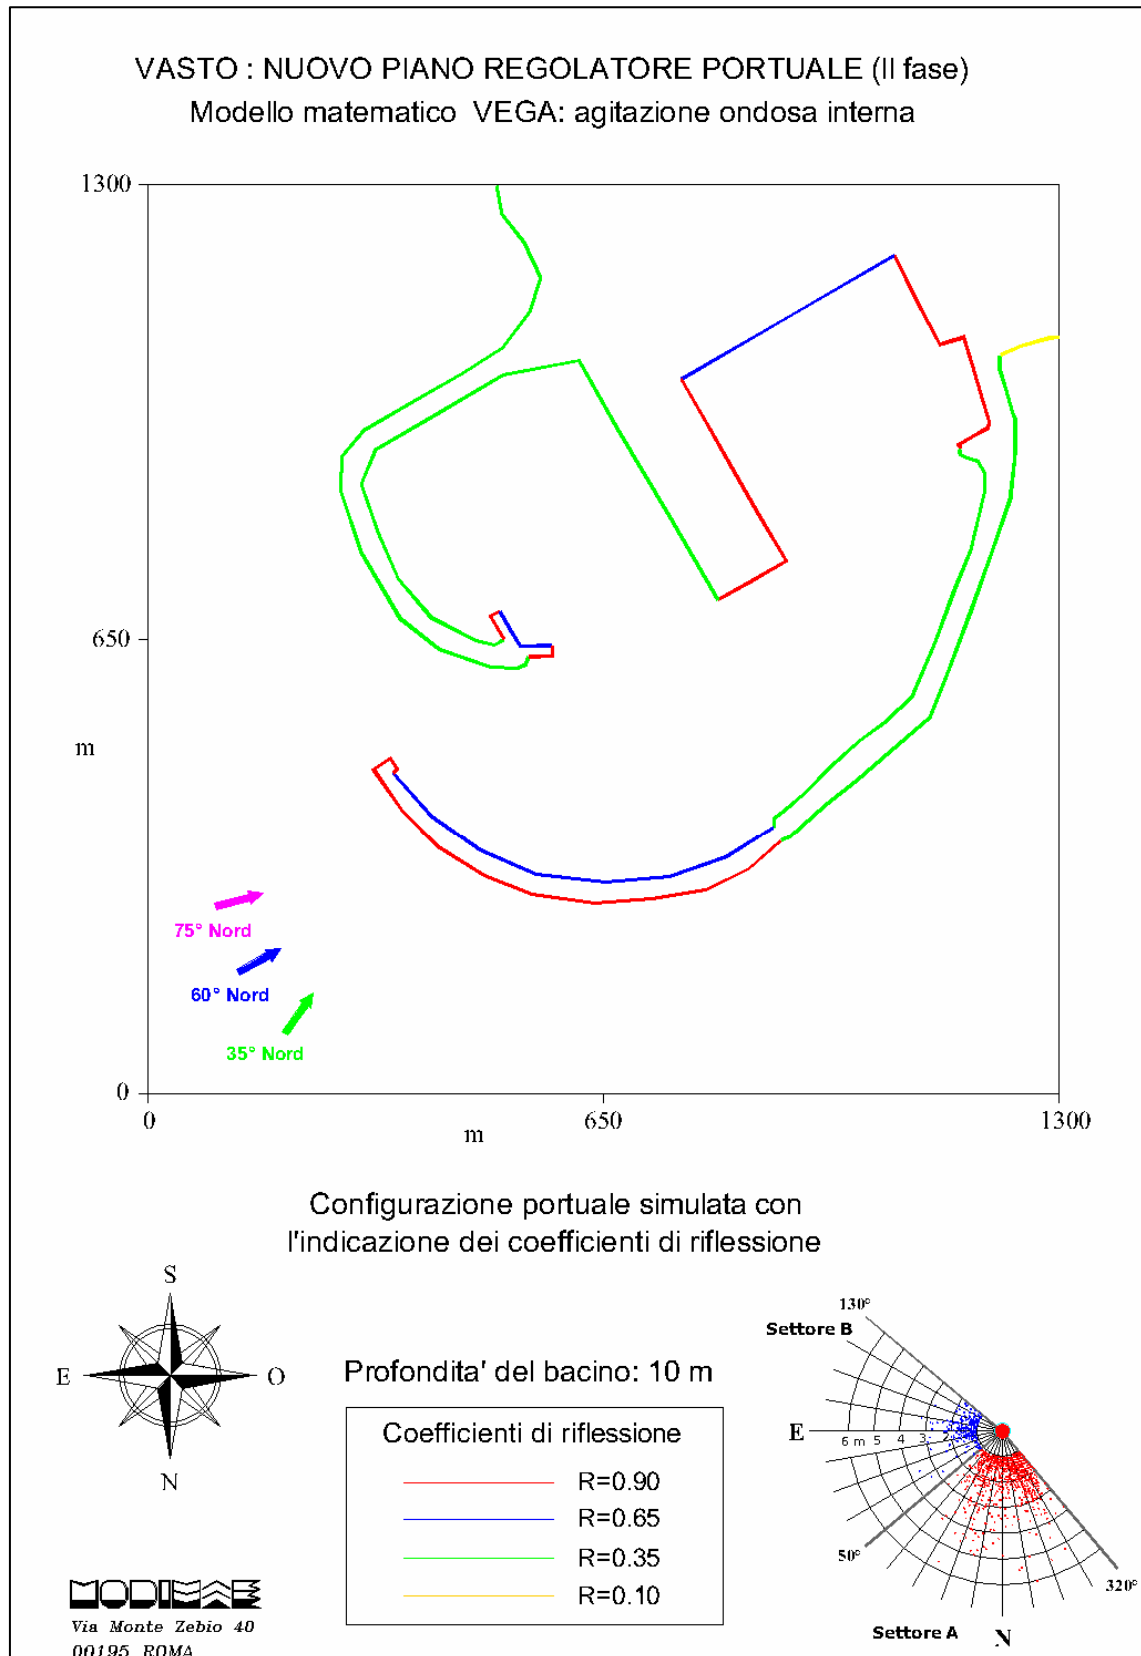 VASTO : NUOVO PIANO REGOLATORE PORTUALE (II fase)
Modello matematico VEGA: agitazione ondosa interna
1300
650
m
75° Nord
60° Nord
35° Nord
0
0
650
1300
m
Configurazione portuale simulata con
l'indicazione dei coefficienti di riflessione
S
E
O
N
Profondita' del bacino: 10 m
Coefficienti di riflessione
R=0.90
R=0.65
R=0.35
R=0.10
130°
Settore B
E
6 m 5 4 3 2
50°
320°
Settore A
N
MODIMAR
Via Monte Zebio 40
00195 ROMA